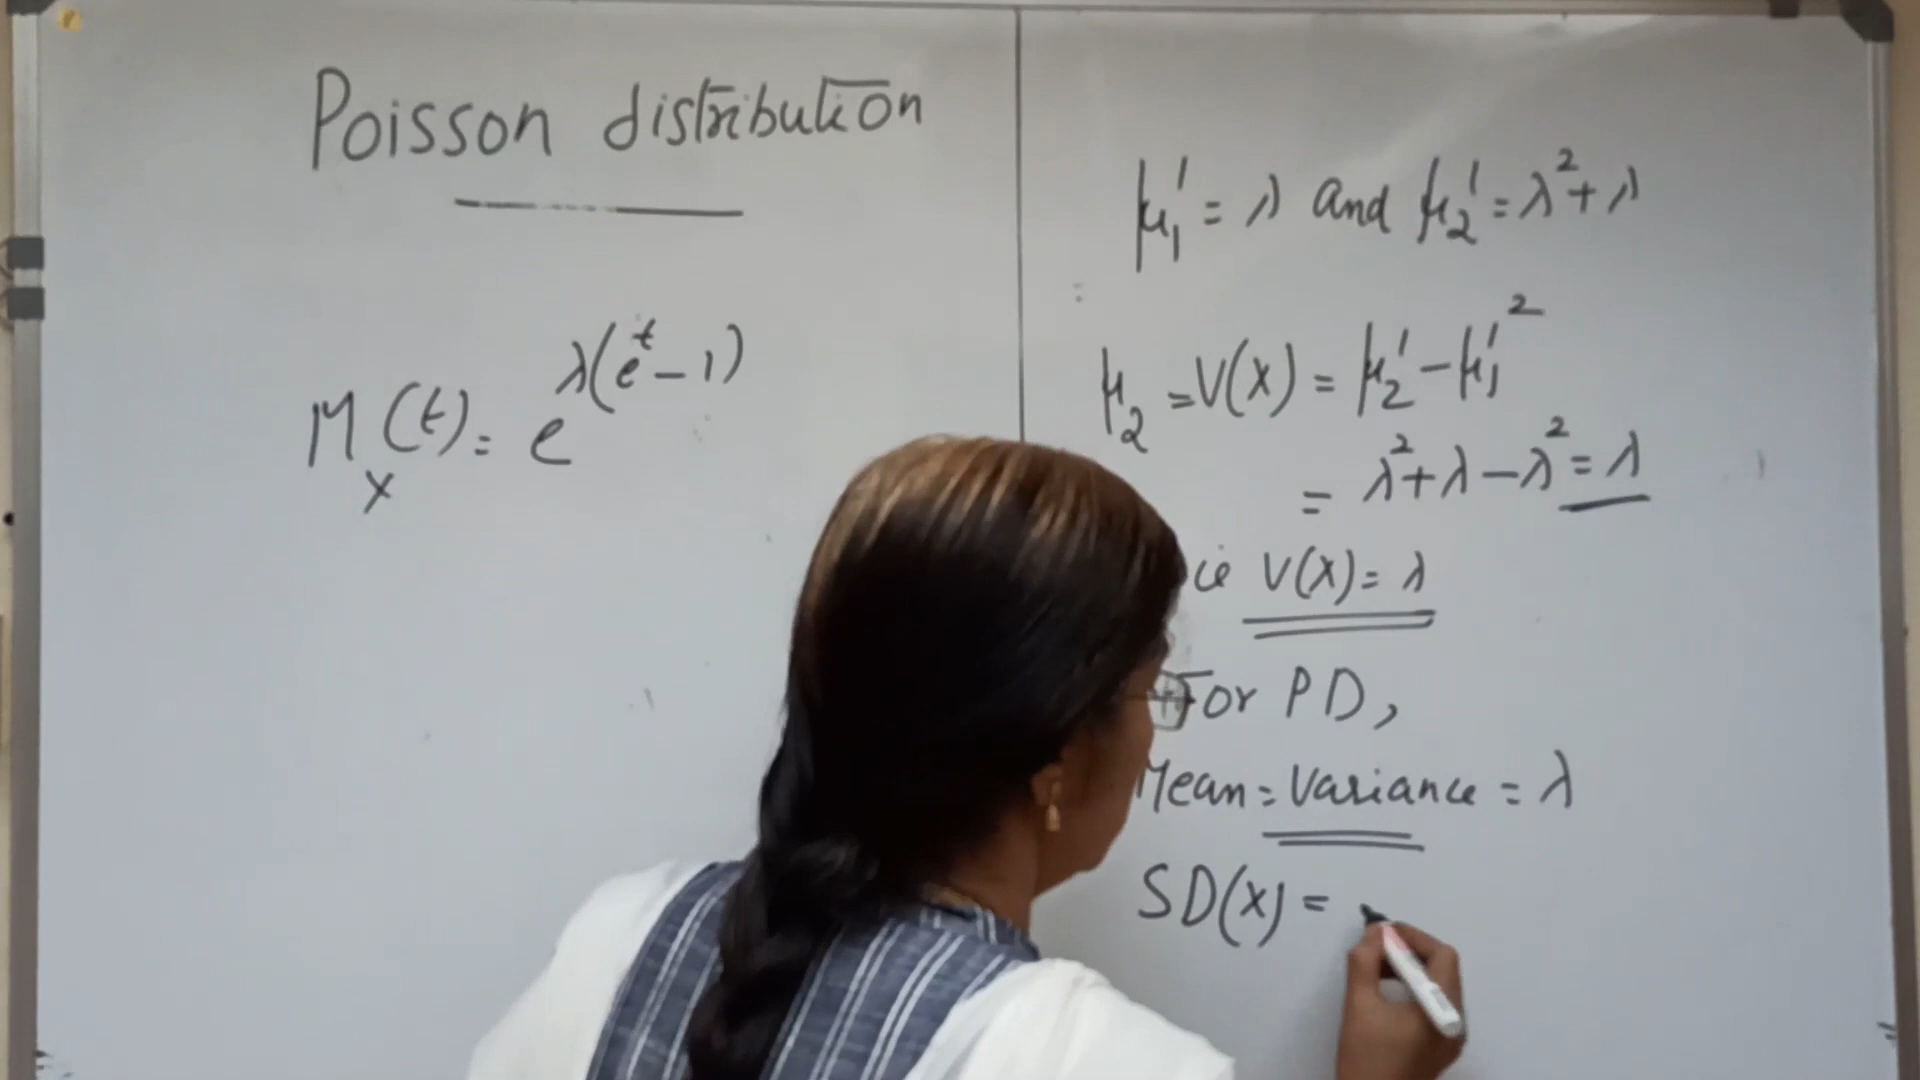 Poisson distribution
M_X(t) = e^{λ(e^t − 1)}
μ₁' = λ and μ₂' = λ² + λ
μ₂ = V(X) = μ₂' − μ₁'²
= λ² + λ − λ² = λ
ie V(X) = λ
For PD,
Mean = Variance = λ
SD(X) =